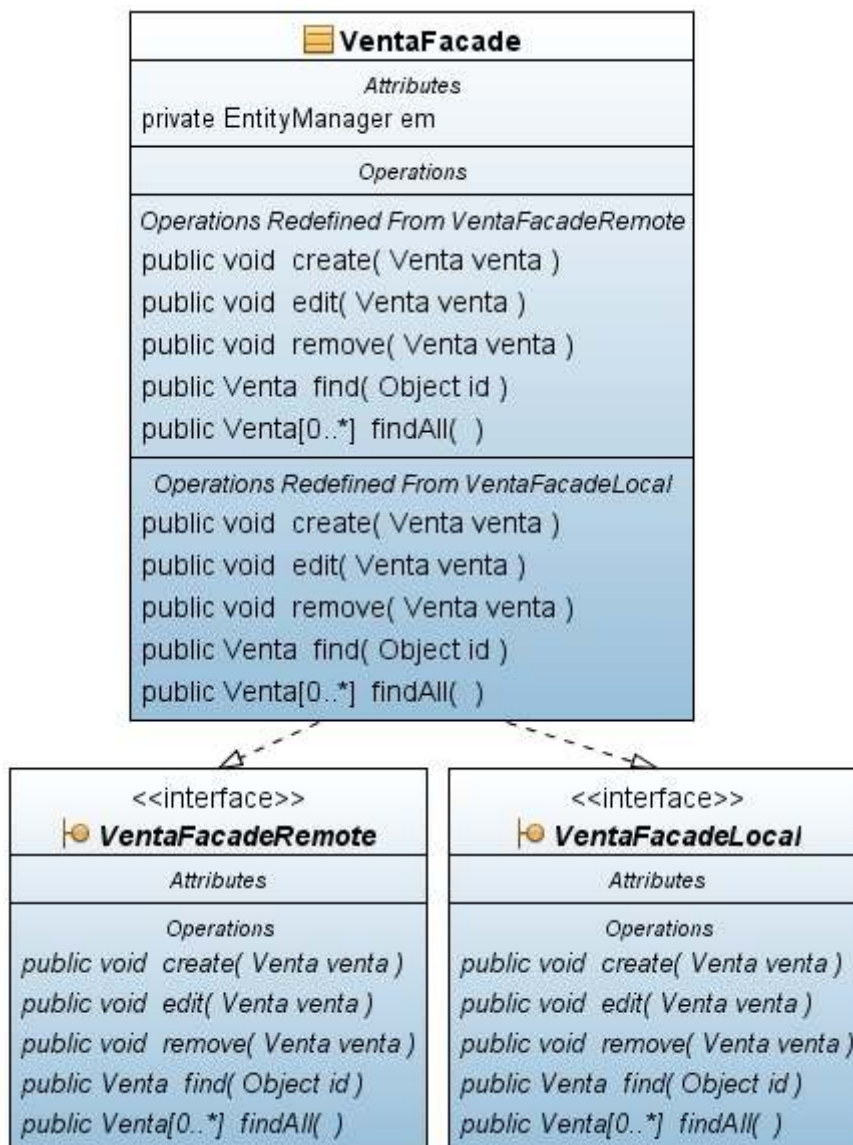 VentaFacade
Attributes
private EntityManager em
Operations
Operations Redefined From VentaFacadeRemote
public void create( Venta venta )
public void edit( Venta venta )
public void remove( Venta venta )
public Venta find( Object id )
public Venta[0..*] findAll( )
Operations Redefined From VentaFacadeLocal
public void create( Venta venta )
public void edit( Venta venta )
public void remove( Venta venta )
public Venta find( Object id )
public Venta[0..*] findAll( )
<<interface>>
VentaFacadeRemote
Attributes
Operations
public void create( Venta venta )
public void edit( Venta venta )
public void remove( Venta venta )
public Venta find( Object id )
public Venta[0..*] findAll( )
<<interface>>
VentaFacadeLocal
Attributes
Operations
public void create( Venta venta )
public void edit( Venta venta )
public void remove( Venta venta )
public Venta find( Object id )
public Venta[0..*] findAll( )